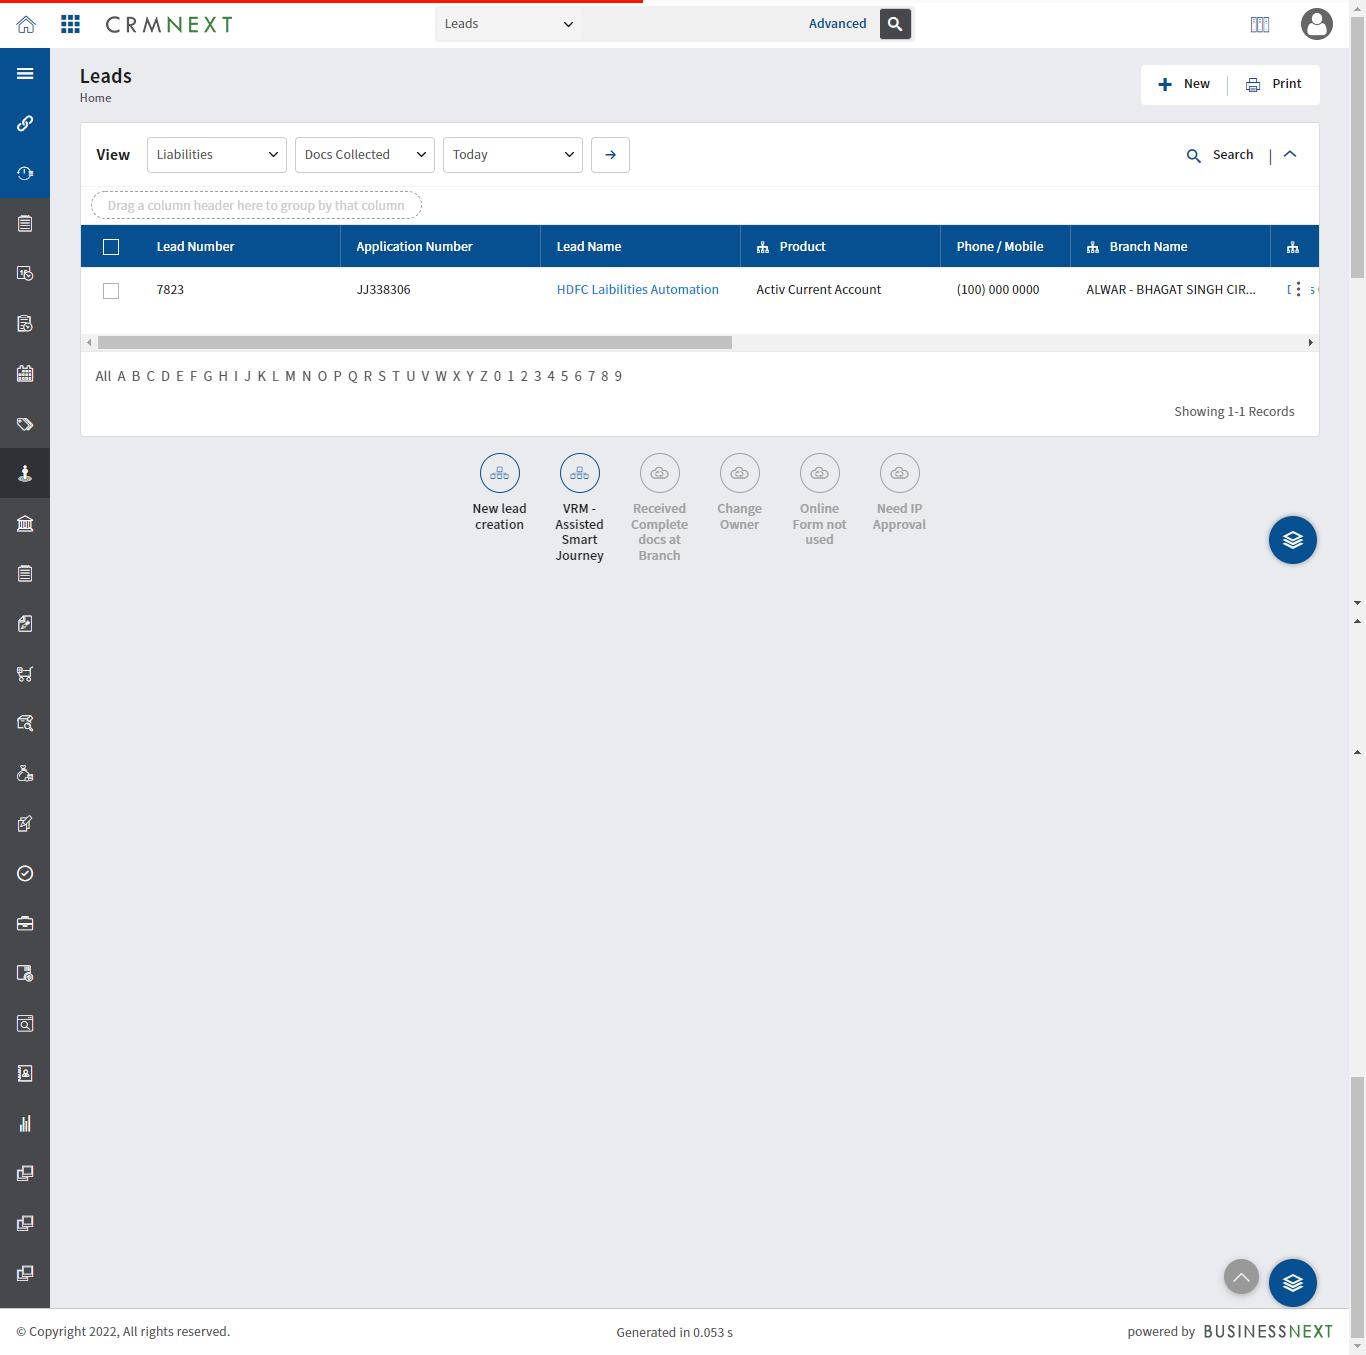 CRMNEXT
Leads
Advanced
Leads
Home
New
Print
View
Liabilities
Docs Collected
Today
Search
Drag a column header here to group by that column
Lead Number
Application Number
Lead Name
Product
Phone / Mobile
Branch Name
7823
JJ338306
HDFC Laibilities Automation
Activ Current Account
(100) 000 0000
ALWAR - BHAGAT SINGH CIR...
All A B C D E F G H I J K L M N O P Q R S T U V W X Y Z 0 1 2 3 4 5 6 7 8 9
Showing 1-1 Records
New lead
creation
VRM -
Assisted
Smart
Journey
Received
Complete
docs at
Branch
Change
Owner
Online
Form not
used
Need IP
Approval
© Copyright 2022, All rights reserved.
Generated in 0.053 s
powered by BUSINESSNEXT